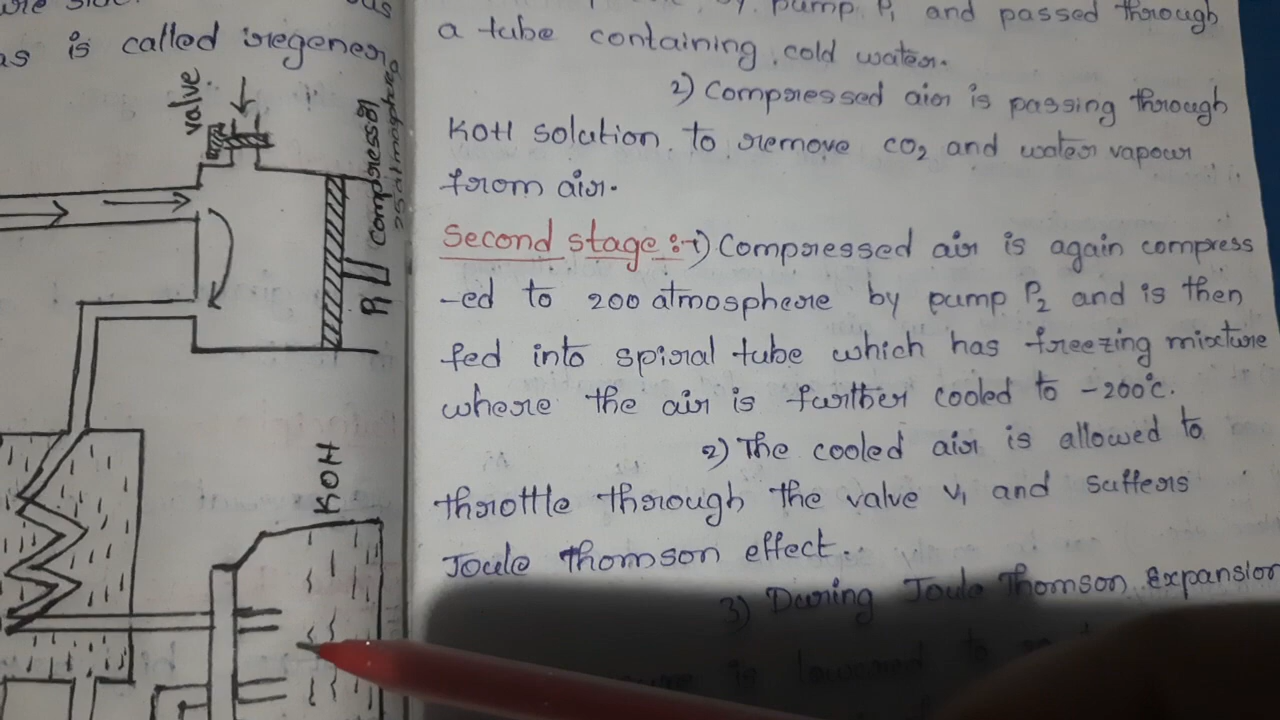 is called regener
valve
Compressor
25 atmosphere
P1
KOH
pump P1 and passed through
a tube containing cold water.
2) Compressed air is passing through
KOH solution to remove CO2 and water vapour
from air.
Second stage :- 1) Compressed air is again compress
-ed to 200 atmosphere by pump P2 and is then
fed into spiral tube which has freezing mixture
where the air is further cooled to -200°c.
2) The cooled air is allowed to
throttle through the valve V1 and suffers
Joule thomson effect.
3) During Joule Thomson Expansion
is lowered to